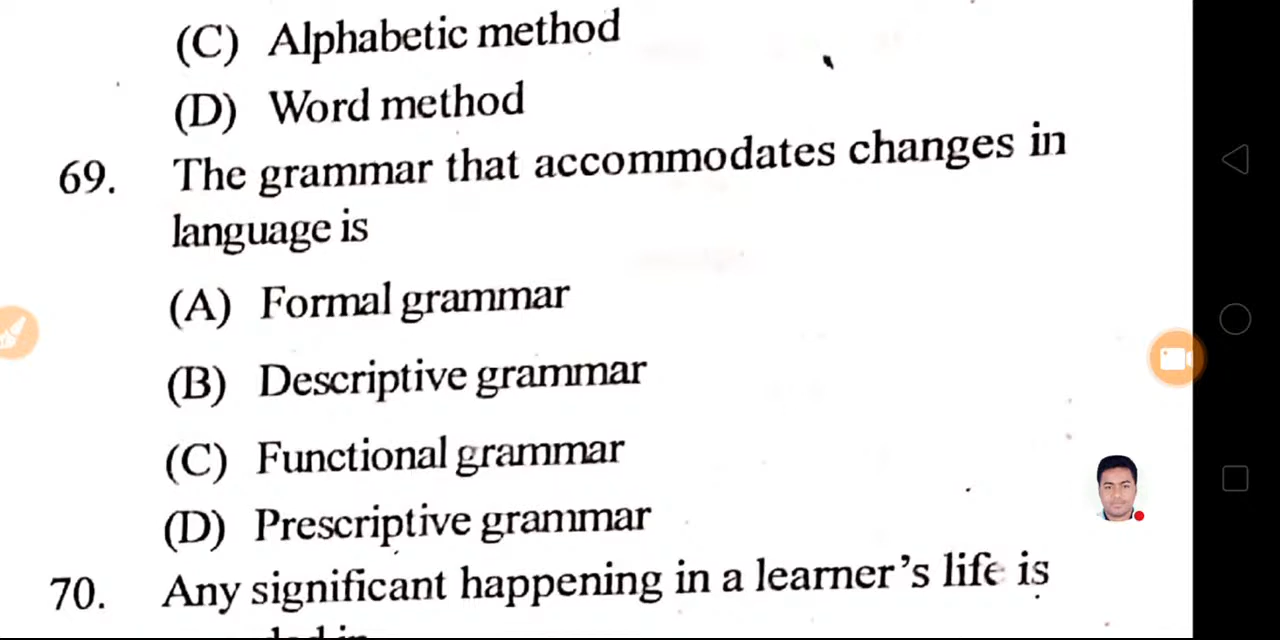 (C) Alphabetic method
(D) Word method
69. The grammar that accommodates changes in
language is
(A) Formal grammar
(B) Descriptive grammar
(C) Functional grammar
(D) Prescriptive grammar
70. Any significant happening in a learner's life is